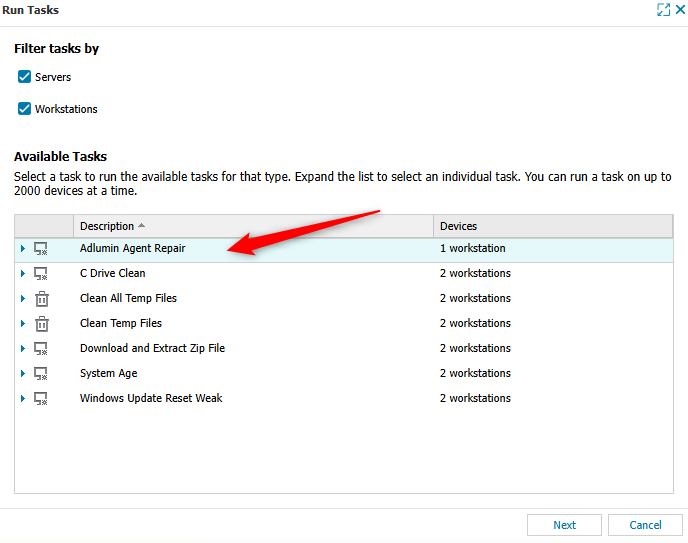 Run Tasks
Filter tasks by
Servers
Workstations
Available Tasks
Select a task to run the available tasks for that type. Expand the list to select an individual task. You can run a task on up to
2000 devices at a time.
Description Devices
Adlumin Agent Repair 1 workstation
C Drive Clean 2 workstations
Clean All Temp Files 2 workstations
Clean Temp Files 2 workstations
Download and Extract Zip File 2 workstations
System Age 2 workstations
Windows Update Reset Weak 2 workstations
Next Cancel